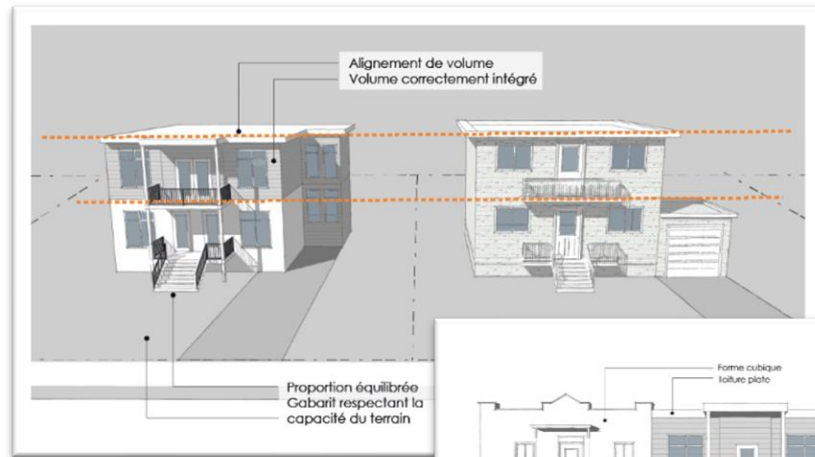 Alignement de volume
Volume correctement intégré
Proportion équilibrée
Gabarit respectant la
capacité du terrain
Forme cubique
Toiture plate